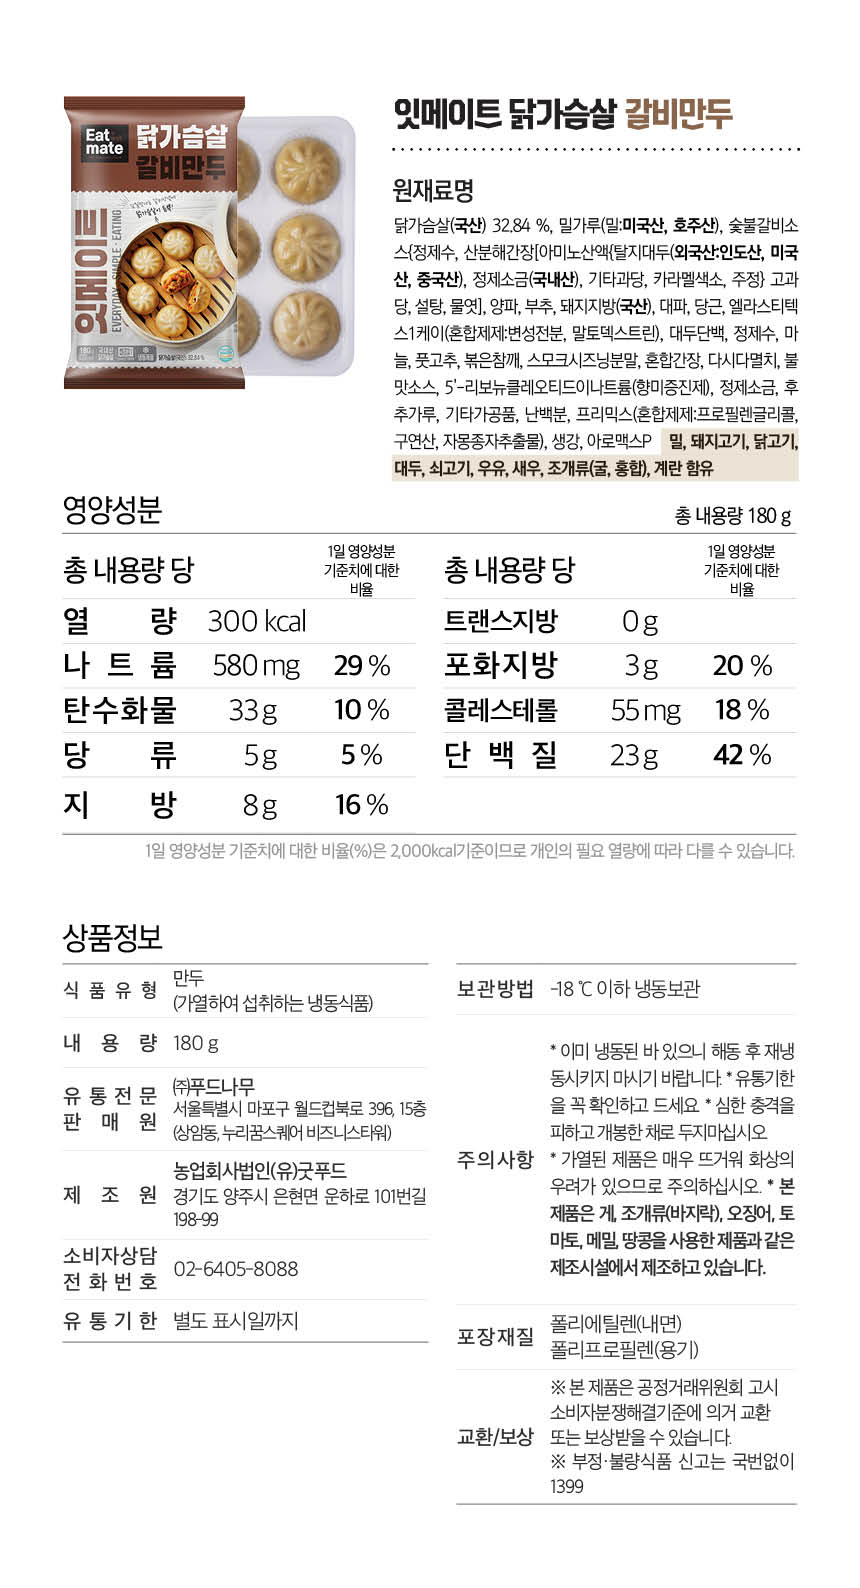 Eat
mate
닭가슴살
갈비만두
잇메이트
EVERYDAY · SIMPLE · EATING
180g
국내산
닭가슴살
냉동제품
닭가슴살(국산) 32.84 %
잇메이트 닭가슴살 갈비만두
원재료명
닭가슴살(국산) 32.84 %, 밀가루(밀:미국산, 호주산), 숯불갈비소
스{정제수, 산분해간장[아미노산액{탈지대두(외국산:인도산, 미국
산, 중국산), 정제소금(국내산), 기타과당, 카라멜색소, 주정} 고과
당, 설탕, 물엿], 양파, 부추, 돼지지방(국산), 대파, 당근, 엘라스티텍
스1케이(혼합제제:변성전분, 말토덱스트린), 대두단백, 정제수, 마
늘, 풋고추, 볶은참깨, 스모크시즈닝분말, 혼합간장, 다시다멸치, 불
맛소스, 5'-리보뉴클레오티드이나트륨(향미증진제), 정제소금, 후
추가루, 기타가공품, 난백분, 프리믹스(혼합제제:프로필렌글리콜,
구연산, 자몽종자추출물), 생강, 아로맥스P 밀, 돼지고기, 닭고기,
대두, 쇠고기, 우유, 새우, 조개류(굴, 홍합), 계란 함유
영양성분
총 내용량 180 g
총 내용량 당 1일 영양성분 기준치에 대한 비율
열 량 300 kcal
나 트 륨 580 mg 29 %
탄수화물 33 g 10 %
당 류 5 g 5 %
지 방 8 g 16 %
총 내용량 당 1일 영양성분 기준치에 대한 비율
트랜스지방 0 g
포화지방 3 g 20 %
콜레스테롤 55 mg 18 %
단 백 질 23 g 42 %
1일 영양성분 기준치에 대한 비율(%)은 2,000kcal기준이므로 개인의 필요 열량에 따라 다를 수 있습니다.
상품정보
식 품 유 형 만두
(가열하여 섭취하는 냉동식품)
내 용 량 180 g
유 통 전 문
판 매 원
㈜푸드나무
서울특별시 마포구 월드컵북로 396, 15층
(상암동, 누리꿈스퀘어 비즈니스타워)
제 조 원
농업회사법인(유)굿푸드
경기도 양주시 은현면 운하로 101번길
198-99
소비자상담
전 화 번 호
02-6405-8088
유 통 기 한 별도 표시일까지
보관방법 -18 ℃ 이하 냉동보관
주의사항
* 이미 냉동된 바 있으니 해동 후 재냉
동시키지 마시기 바랍니다. * 유통기한
을 꼭 확인하고 드세요 * 심한 충격을
피하고 개봉한 채로 두지마십시오
* 가열된 제품은 매우 뜨거워 화상의
우려가 있으므로 주의하십시오. * 본
제품은 게, 조개류(바지락), 오징어, 토
마토, 메밀, 땅콩을 사용한 제품과 같은
제조시설에서 제조하고 있습니다.
포장재질
폴리에틸렌(내면)
폴리프로필렌(용기)
교환/보상
※ 본 제품은 공정거래위원회 고시
소비자분쟁해결기준에 의거 교환
또는 보상받을 수 있습니다.
※ 부정·불량식품 신고는 국번없이
1399